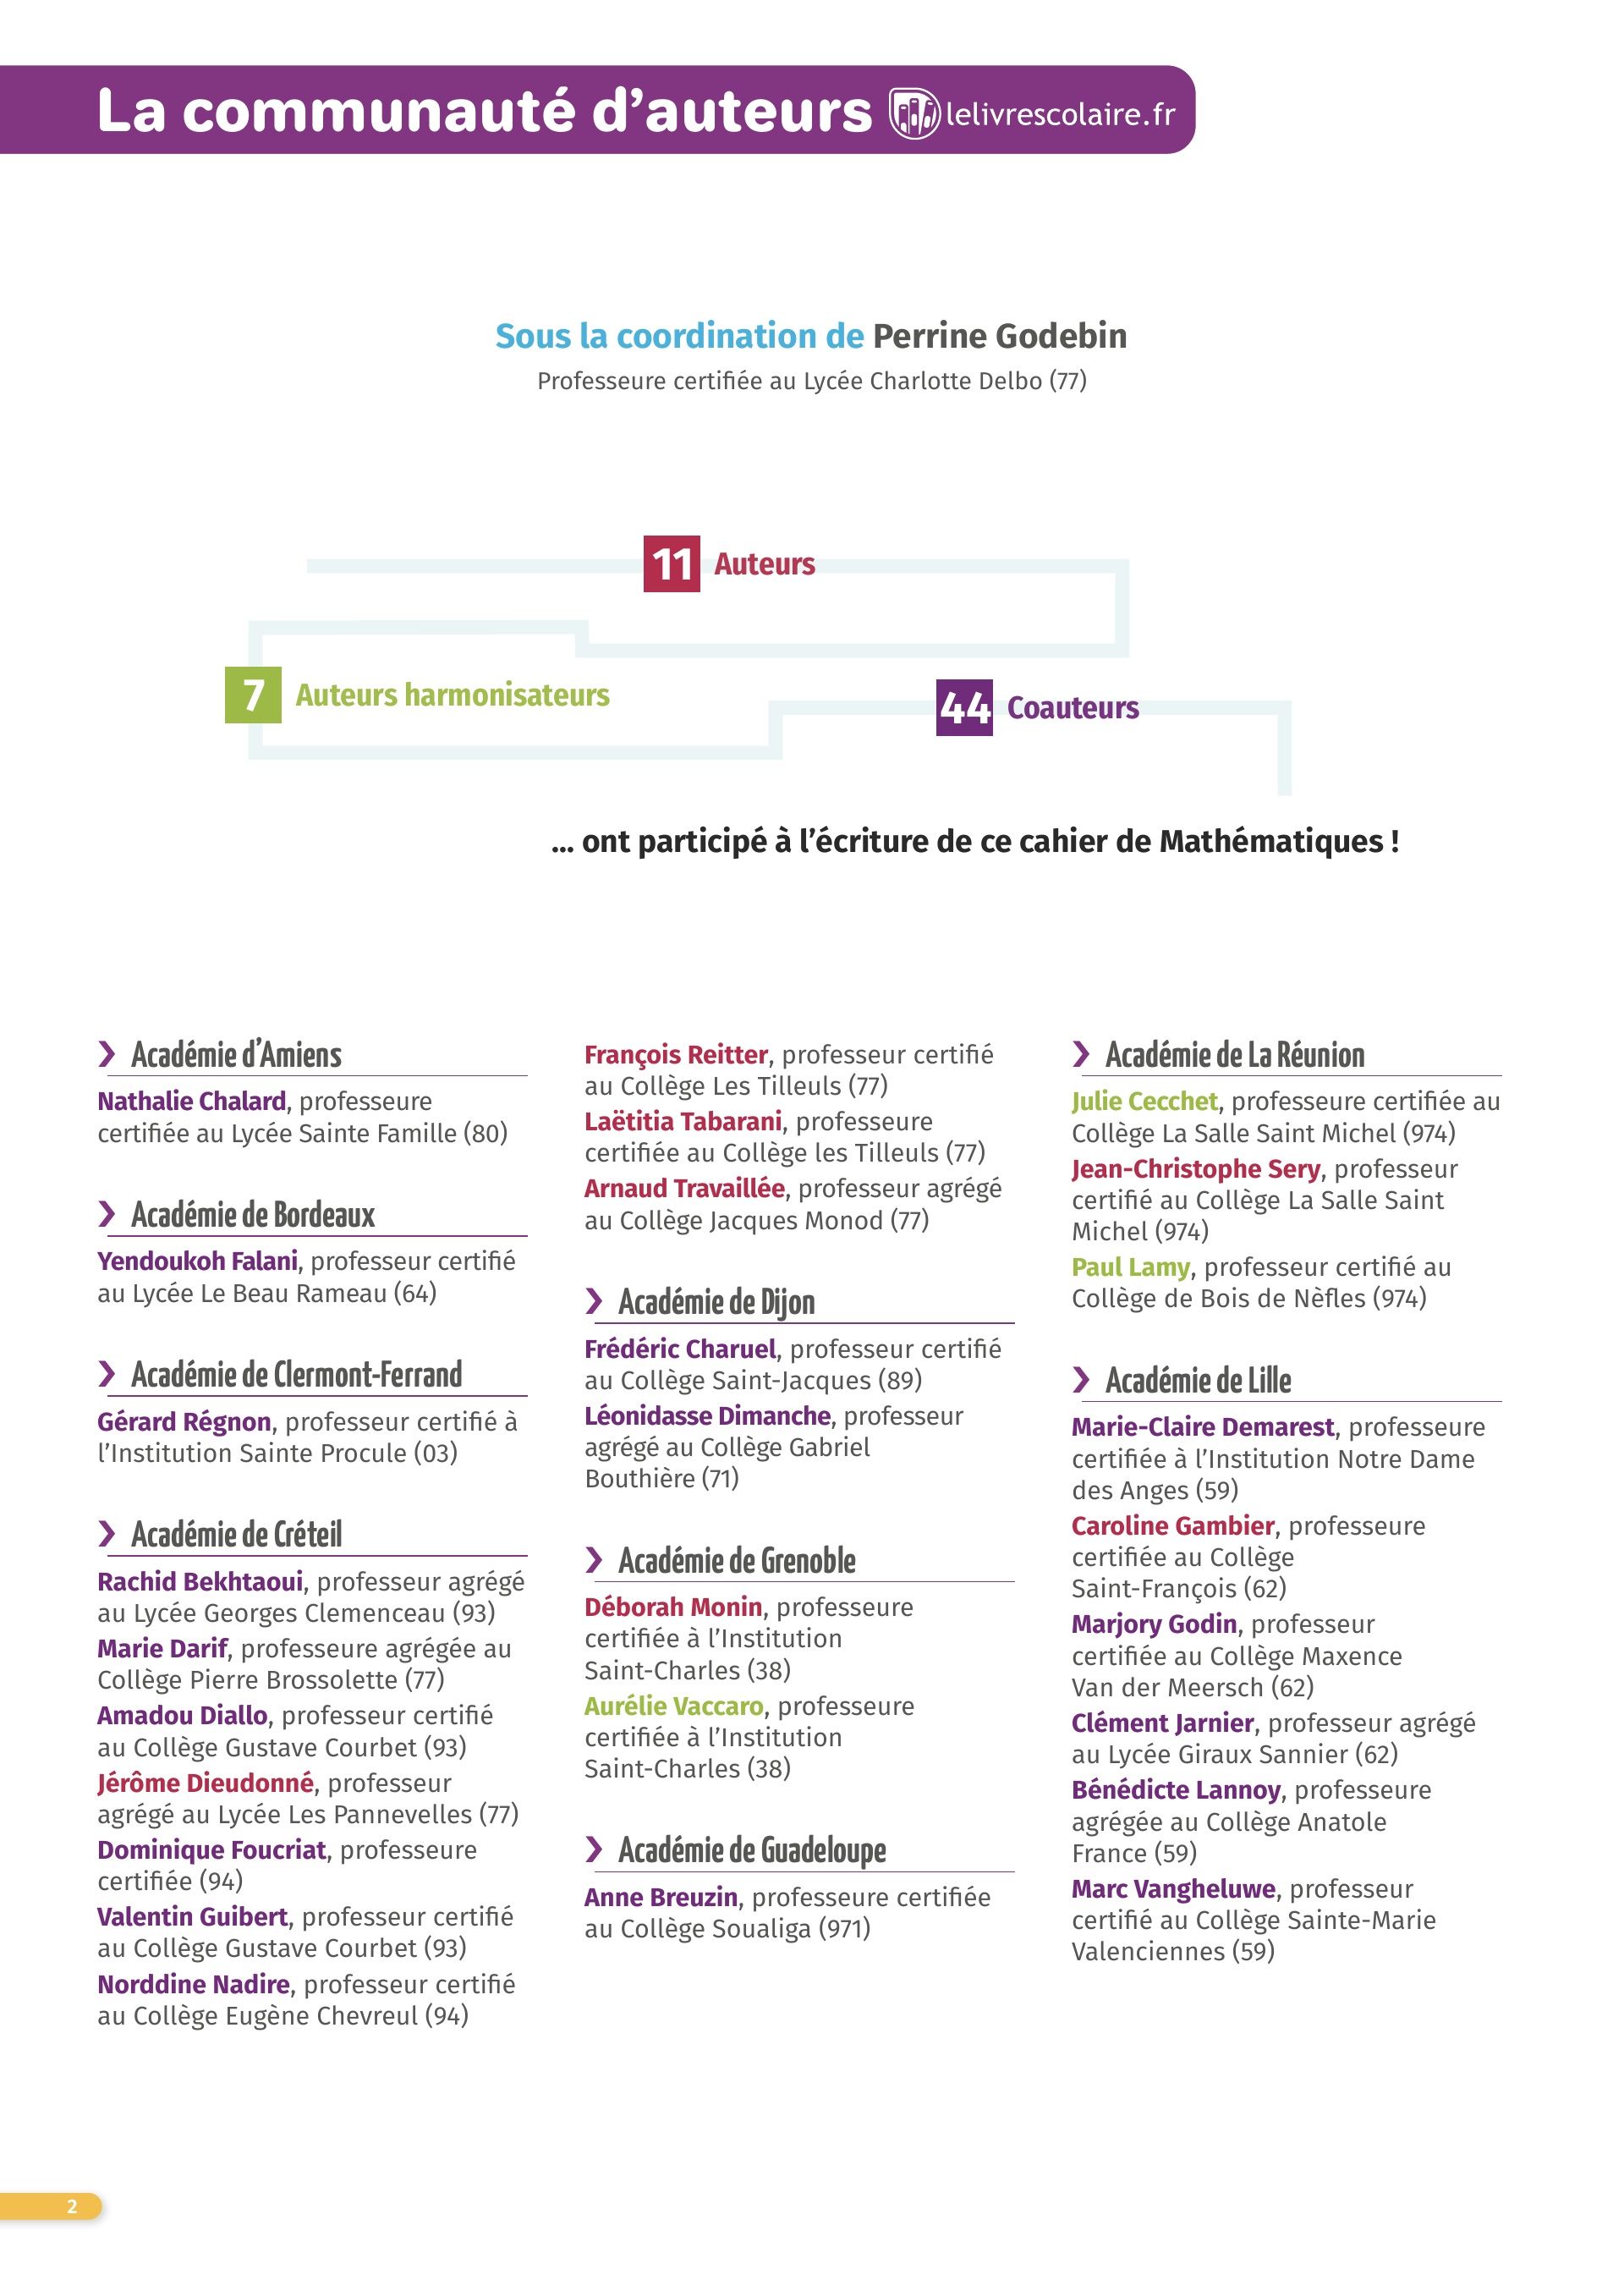 La communauté d'auteurs lelivrescolaire.fr
Sous la coordination de Perrine Godebin
Professeure certifiée au Lycée Charlotte Delbo (77)
11 Auteurs
7 Auteurs harmonisateurs
44 Coauteurs
... ont participé à l'écriture de ce cahier de Mathématiques !
Académie d'Amiens
Nathalie Chalard, professeure
certifiée au Lycée Sainte Famille (80)
Académie de Bordeaux
Yendoukoh Falani, professeur certifié
au Lycée Le Beau Rameau (64)
Académie de Clermont-Ferrand
Gérard Régnon, professeur certifié à
l'Institution Sainte Procule (03)
Académie de Créteil
Rachid Bekhtaoui, professeur agrégé
au Lycée Georges Clemenceau (93)
Marie Darif, professeure agrégée au
Collège Pierre Brossolette (77)
Amadou Diallo, professeur certifié
au Collège Gustave Courbet (93)
Jérôme Dieudonné, professeur
agrégé au Lycée Les Pannevelles (77)
Dominique Foucriat, professeure
certifiée (94)
Valentin Guibert, professeur certifié
au Collège Gustave Courbet (93)
Norddine Nadire, professeur certifié
au Collège Eugène Chevreul (94)
François Reitter, professeur certifié
au Collège Les Tilleuls (77)
Laëtitia Tabarani, professeure
certifiée au Collège les Tilleuls (77)
Arnaud Travaillée, professeur agrégé
au Collège Jacques Monod (77)
Académie de Dijon
Frédéric Charuel, professeur certifié
au Collège Saint-Jacques (89)
Léonidasse Dimanche, professeur
agrégé au Collège Gabriel
Bouthière (71)
Académie de Grenoble
Déborah Monin, professeure
certifiée à l'Institution
Saint-Charles (38)
Aurélie Vaccaro, professeure
certifiée à l'Institution
Saint-Charles (38)
Académie de Guadeloupe
Anne Breuzin, professeure certifiée
au Collège Soualiga (971)
Académie de La Réunion
Julie Cecchet, professeure certifiée au
Collège La Salle Saint Michel (974)
Jean-Christophe Sery, professeur
certifié au Collège La Salle Saint
Michel (974)
Paul Lamy, professeur certifié au
Collège de Bois de Nèfles (974)
Académie de Lille
Marie-Claire Demarest, professeure
certifiée à l'Institution Notre Dame
des Anges (59)
Caroline Gambier, professeure
certifiée au Collège
Saint-François (62)
Marjory Godin, professeur
certifiée au Collège Maxence
Van der Meersch (62)
Clément Jarnier, professeur agrégé
au Lycée Giraux Sannier (62)
Bénédicte Lannoy, professeure
agrégée au Collège Anatole
France (59)
Marc Vangheluwe, professeur
certifié au Collège Sainte-Marie
Valenciennes (59)
2